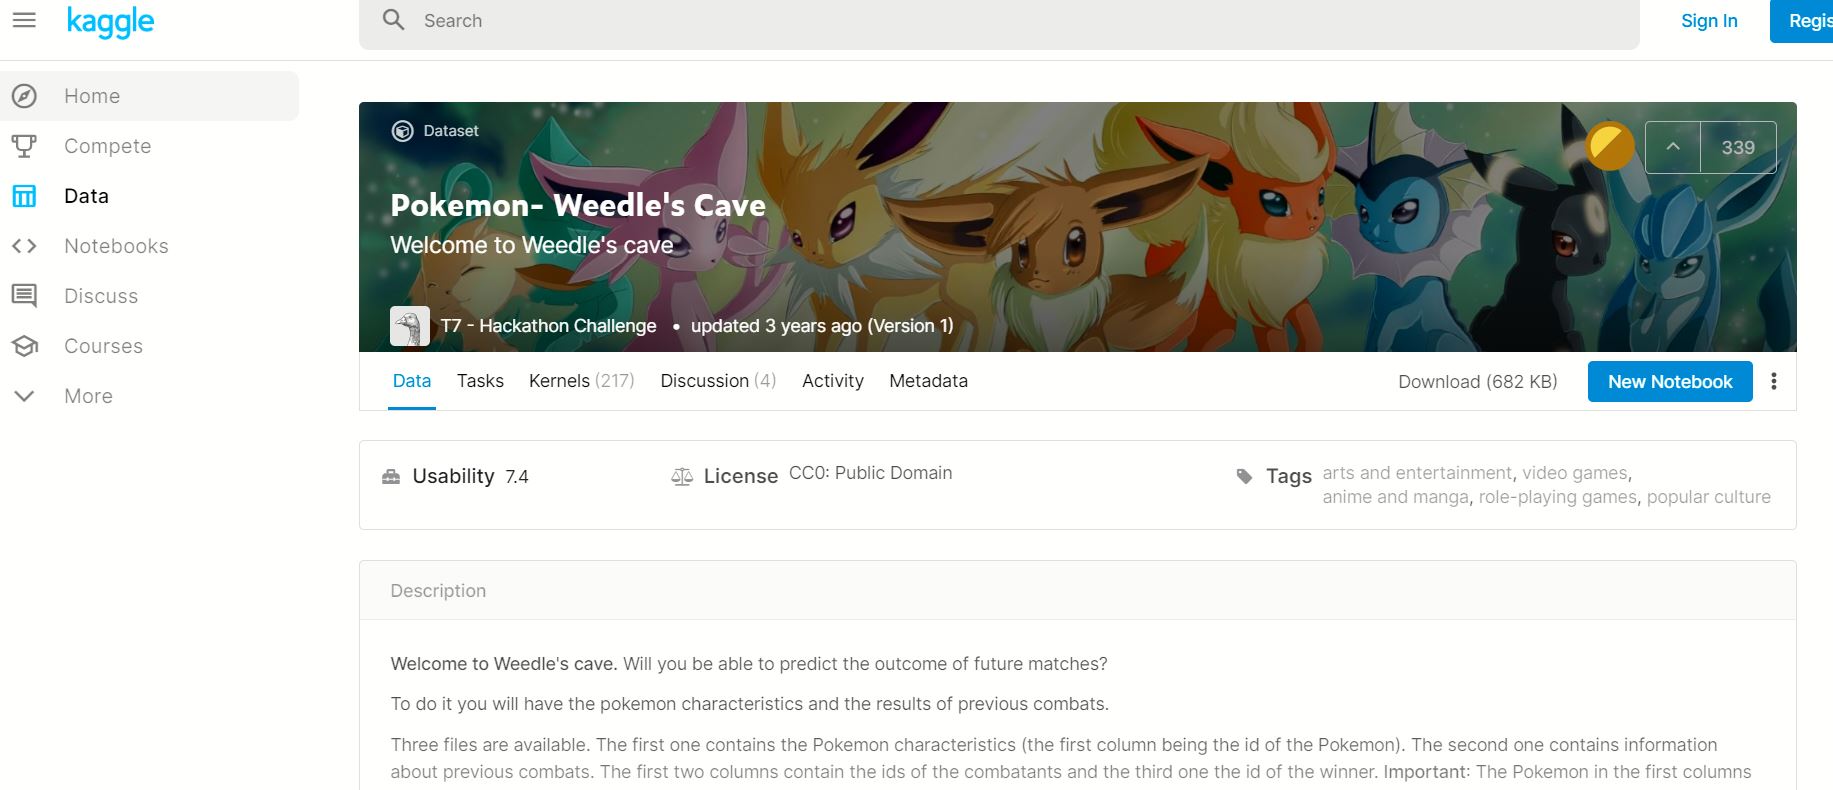 kaggle
Search
Sign In
Regis
Home
Compete
Data
Notebooks
Discuss
Courses
More
Dataset
339
Pokemon- Weedle's Cave
Welcome to Weedle's cave
T7 - Hackathon Challenge • updated 3 years ago (Version 1)
Data Tasks Kernels (217) Discussion (4) Activity Metadata Download (682 KB) New Notebook
Usability 7.4
License CC0: Public Domain
Tags arts and entertainment, video games,
anime and manga, role-playing games, popular culture
Description
Welcome to Weedle's cave. Will you be able to predict the outcome of future matches?
To do it you will have the pokemon characteristics and the results of previous combats.
Three files are available. The first one contains the Pokemon characteristics (the first column being the id of the Pokemon). The second one contains information
about previous combats. The first two columns contain the ids of the combatants and the third one the id of the winner. Important: The Pokemon in the first columns